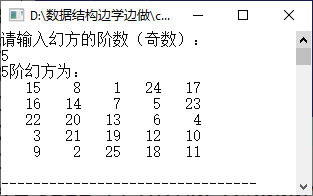 D:\数据结构边学边做\c...
请输入幻方的阶数（奇数）：
5
5阶幻方为：
15 8 1 24 17
16 14 7 5 23
22 20 13 6 4
3 21 19 12 10
9 2 25 18 11
--------------------------------